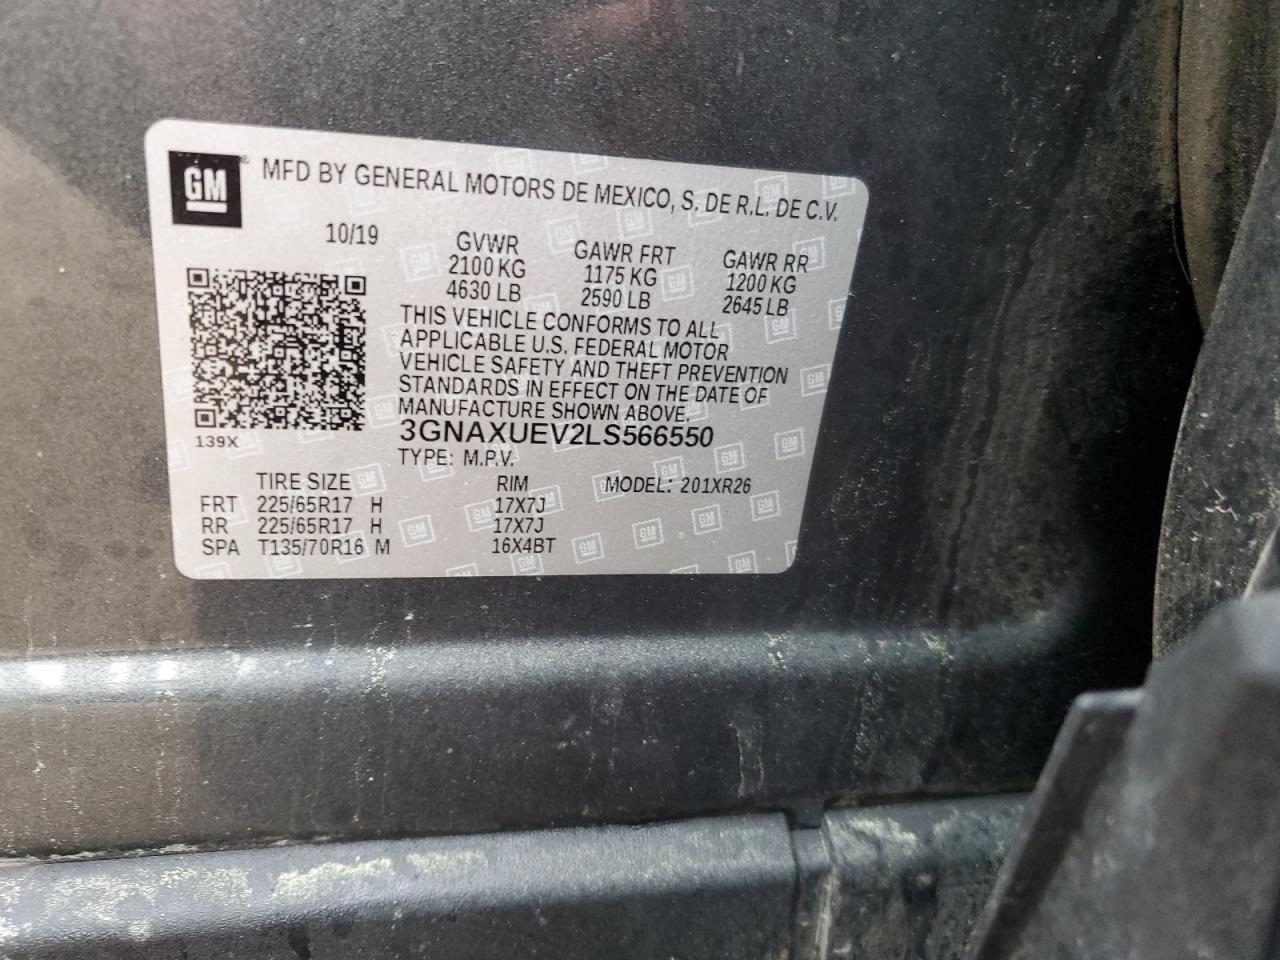 GM ® MFD BY GENERAL MOTORS DE MEXICO, S. DE R.L. DE C.V.
10/19 GVWR GAWR FRT GAWR RR
2100 KG 1175 KG 1200 KG
4630 LB 2590 LB 2645 LB
THIS VEHICLE CONFORMS TO ALL
APPLICABLE U.S. FEDERAL MOTOR
VEHICLE SAFETY AND THEFT PREVENTION
STANDARDS IN EFFECT ON THE DATE OF
MANUFACTURE SHOWN ABOVE.
139X 3GNAXUEV2LS566550
TYPE: M.P.V.
TIRE SIZE RIM MODEL: 201XR26
FRT 225/65R17 H 17X7J
RR 225/65R17 H 17X7J
SPA T135/70R16 M 16X4BT